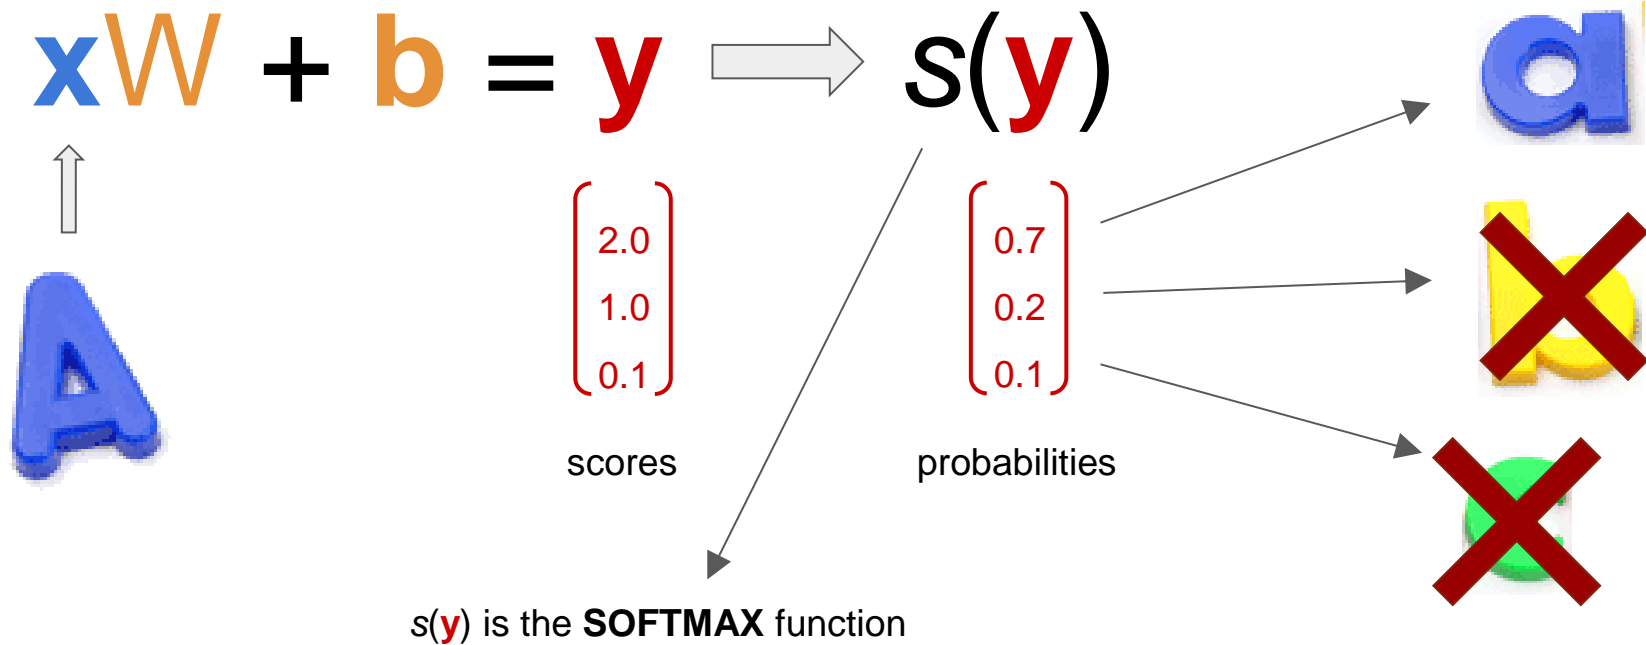 xW + b = y s(y)
2.0
1.0
0.1
scores
0.7
0.2
0.1
probabilities
A
a
b
c
s(y) is the SOFTMAX function